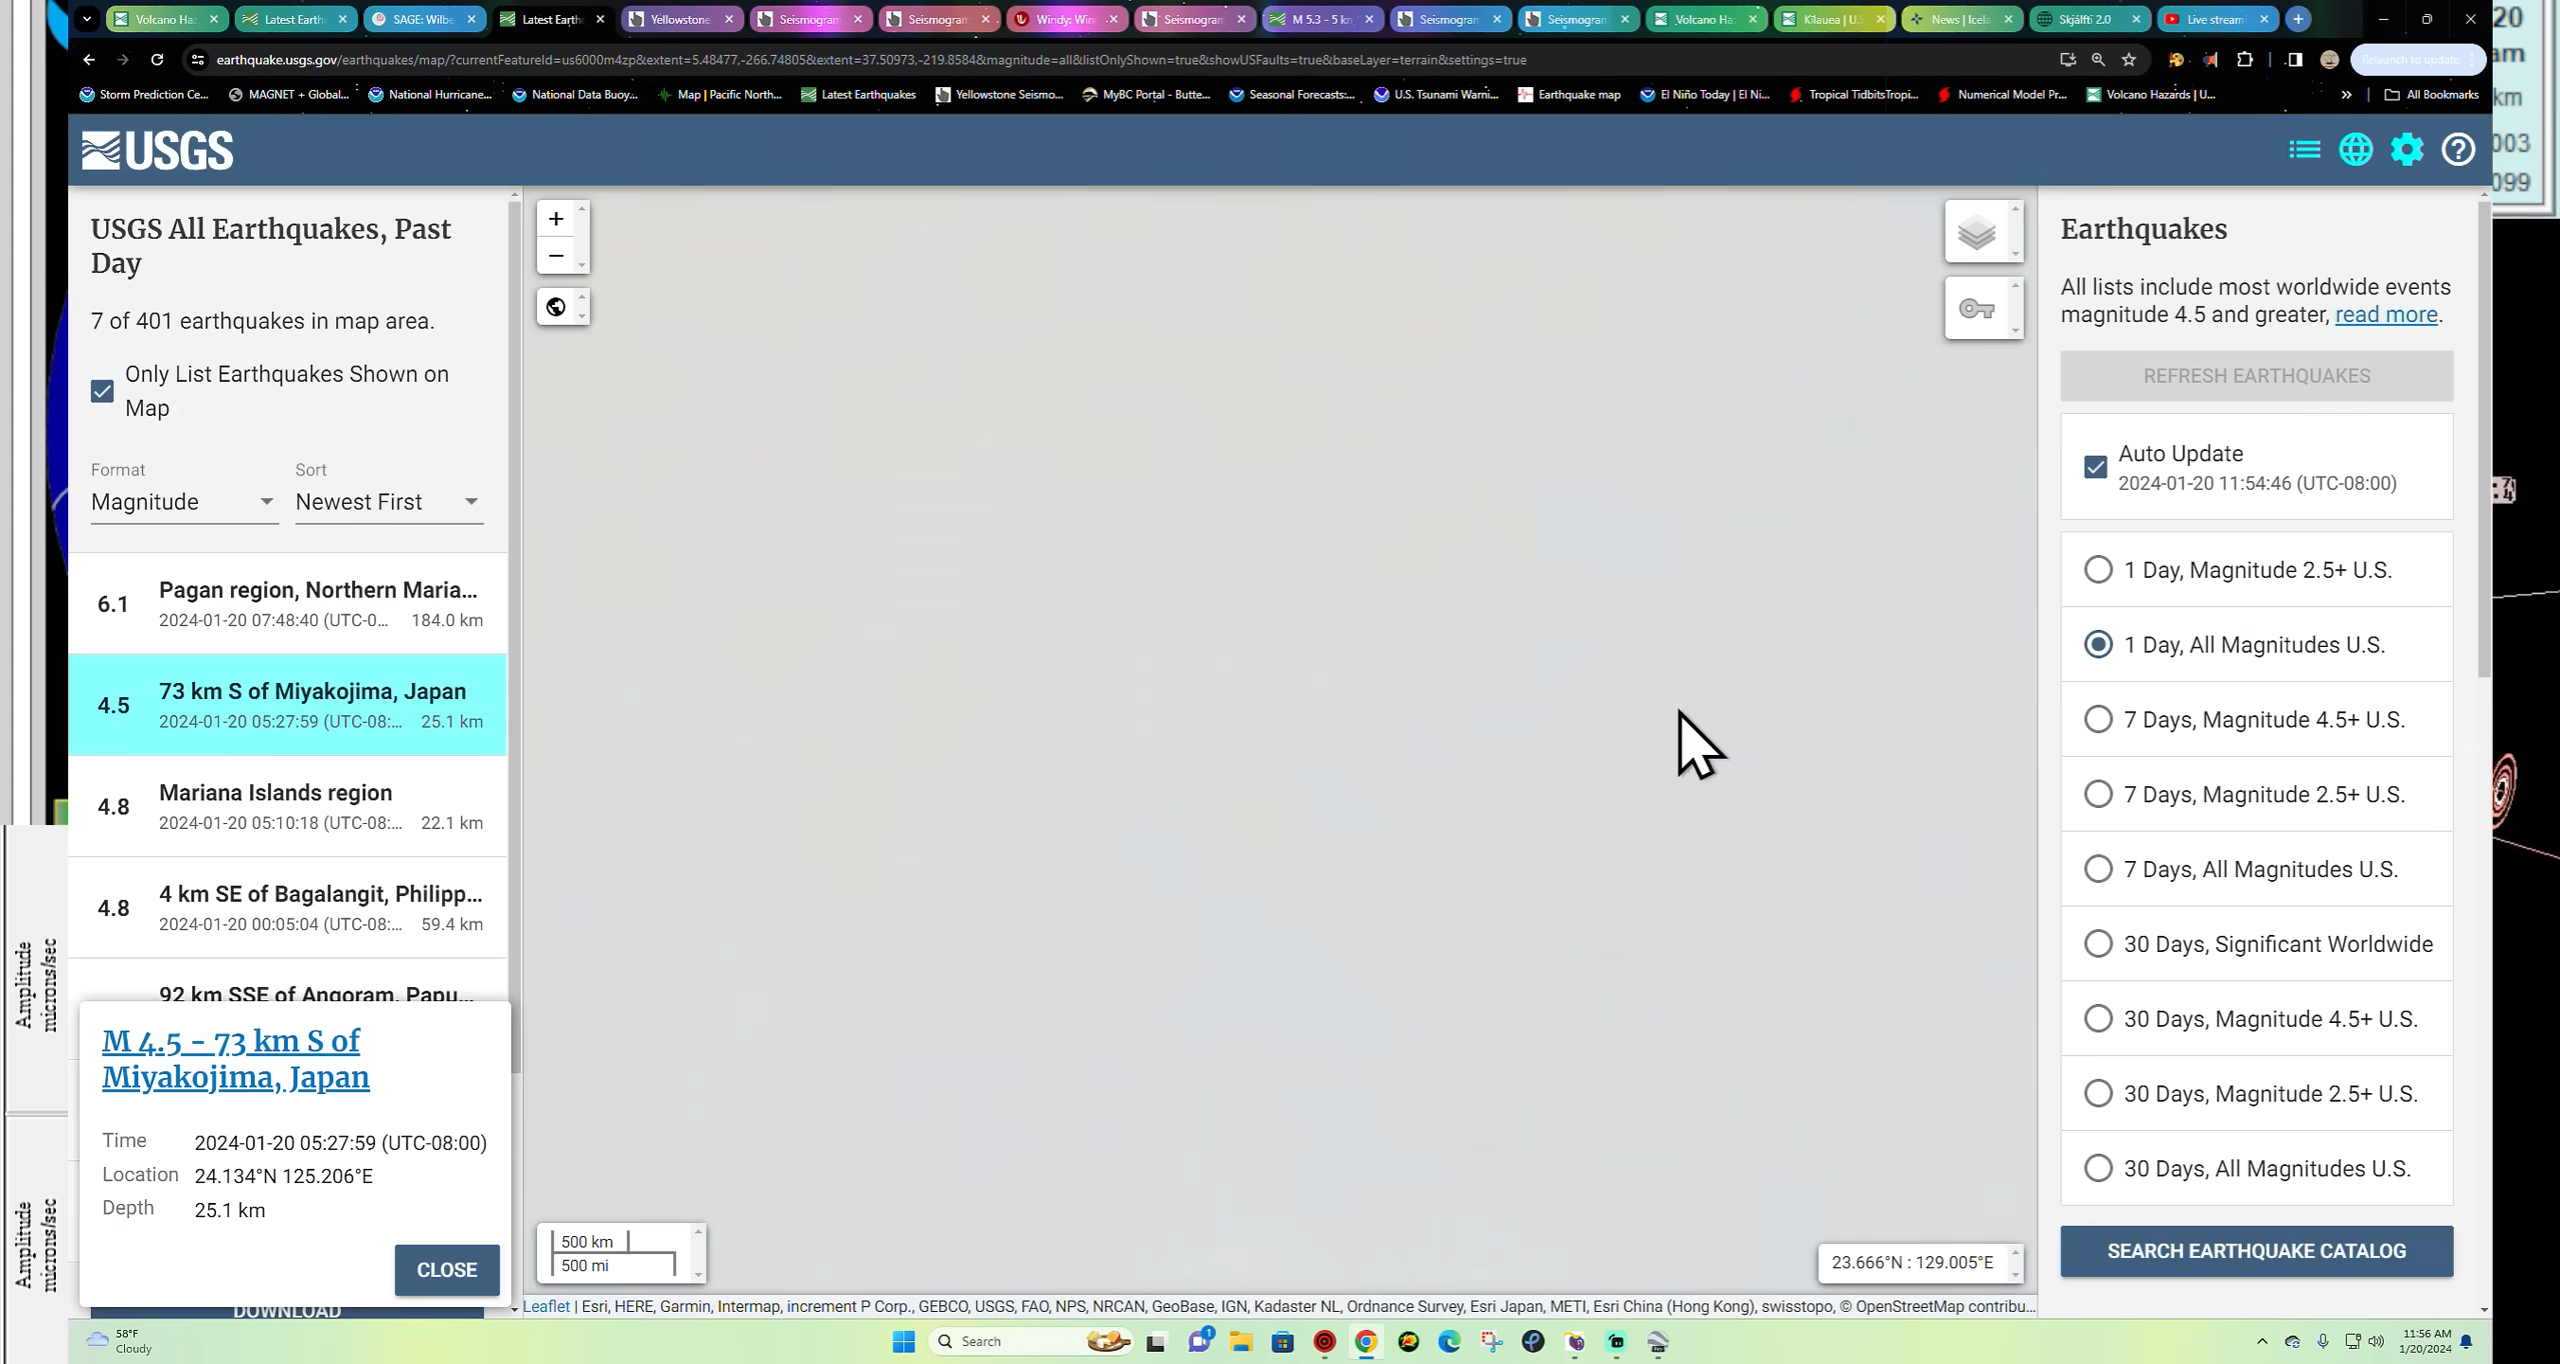 Volcano Haz
Latest Earth
SAGE: Wilbe
Latest Earth
Yellowstone
Seismogram
Seismogram
Windy: Win
Seismogram
M 5.3 - 5 km
Seismogram
Seismogram
Volcano Ha
Kīlauea | U.S
News | Icela
Skjálfti 2.0
Live stream
earthquake.usgs.gov/earthquakes/map/?currentFeatureId=us6000m4zp&extent=5.48477,-266.74805&extent=37.50973,-219.8584&magnitude=all&listOnlyShown=true&showUSFaults=true&baseLayer=terrain&settings=true
Relaunch to update
Storm Prediction Ce...
MAGNET + Global...
National Hurricane...
National Data Buoy...
Map | Pacific North...
Latest Earthquakes
Yellowstone Seismo...
MyBC Portal - Butte...
Seasonal Forecasts:...
U.S. Tsunami Warni...
Earthquake map
El Niño Today | El Ni...
Tropical TidbitsTropi...
Numerical Model Pr...
Volcano Hazards | U...
All Bookmarks
20
am
km
003
099
USGS
USGS All Earthquakes, Past
Day
7 of 401 earthquakes in map area.
Only List Earthquakes Shown on
Map
Format
Sort
Magnitude
Newest First
6.1
Pagan region, Northern Maria...
2024-01-20 07:48:40 (UTC-0...
184.0 km
4.5
73 km S of Miyakojima, Japan
2024-01-20 05:27:59 (UTC-08:...
25.1 km
4.8
Mariana Islands region
2024-01-20 05:10:18 (UTC-08:...
22.1 km
4.8
4 km SE of Bagalangit, Philipp...
2024-01-20 00:05:04 (UTC-08:...
59.4 km
92 km SSE of Angoram, Papu...
M 4.5 - 73 km S of
Miyakojima, Japan
Time
2024-01-20 05:27:59 (UTC-08:00)
Location
24.134°N 125.206°E
Depth
25.1 km
CLOSE
DOWNLOAD
Amplitude
microns/sec
Amplitude
microns/sec
+
−
500 km
500 mi
23.666°N : 129.005°E
Leaflet | Esri, HERE, Garmin, Intermap, increment P Corp., GEBCO, USGS, FAO, NPS, NRCAN, GeoBase, IGN, Kadaster NL, Ordnance Survey, Esri Japan, METI, Esri China (Hong Kong), swisstopo, © OpenStreetMap contribu...
Earthquakes
All lists include most worldwide events
magnitude 4.5 and greater, read more.
REFRESH EARTHQUAKES
Auto Update
2024-01-20 11:54:46 (UTC-08:00)
1 Day, Magnitude 2.5+ U.S.
1 Day, All Magnitudes U.S.
7 Days, Magnitude 4.5+ U.S.
7 Days, Magnitude 2.5+ U.S.
7 Days, All Magnitudes U.S.
30 Days, Significant Worldwide
30 Days, Magnitude 4.5+ U.S.
30 Days, Magnitude 2.5+ U.S.
30 Days, All Magnitudes U.S.
SEARCH EARTHQUAKE CATALOG
58°F
Cloudy
Search
1
11:56 AM
1/20/2024